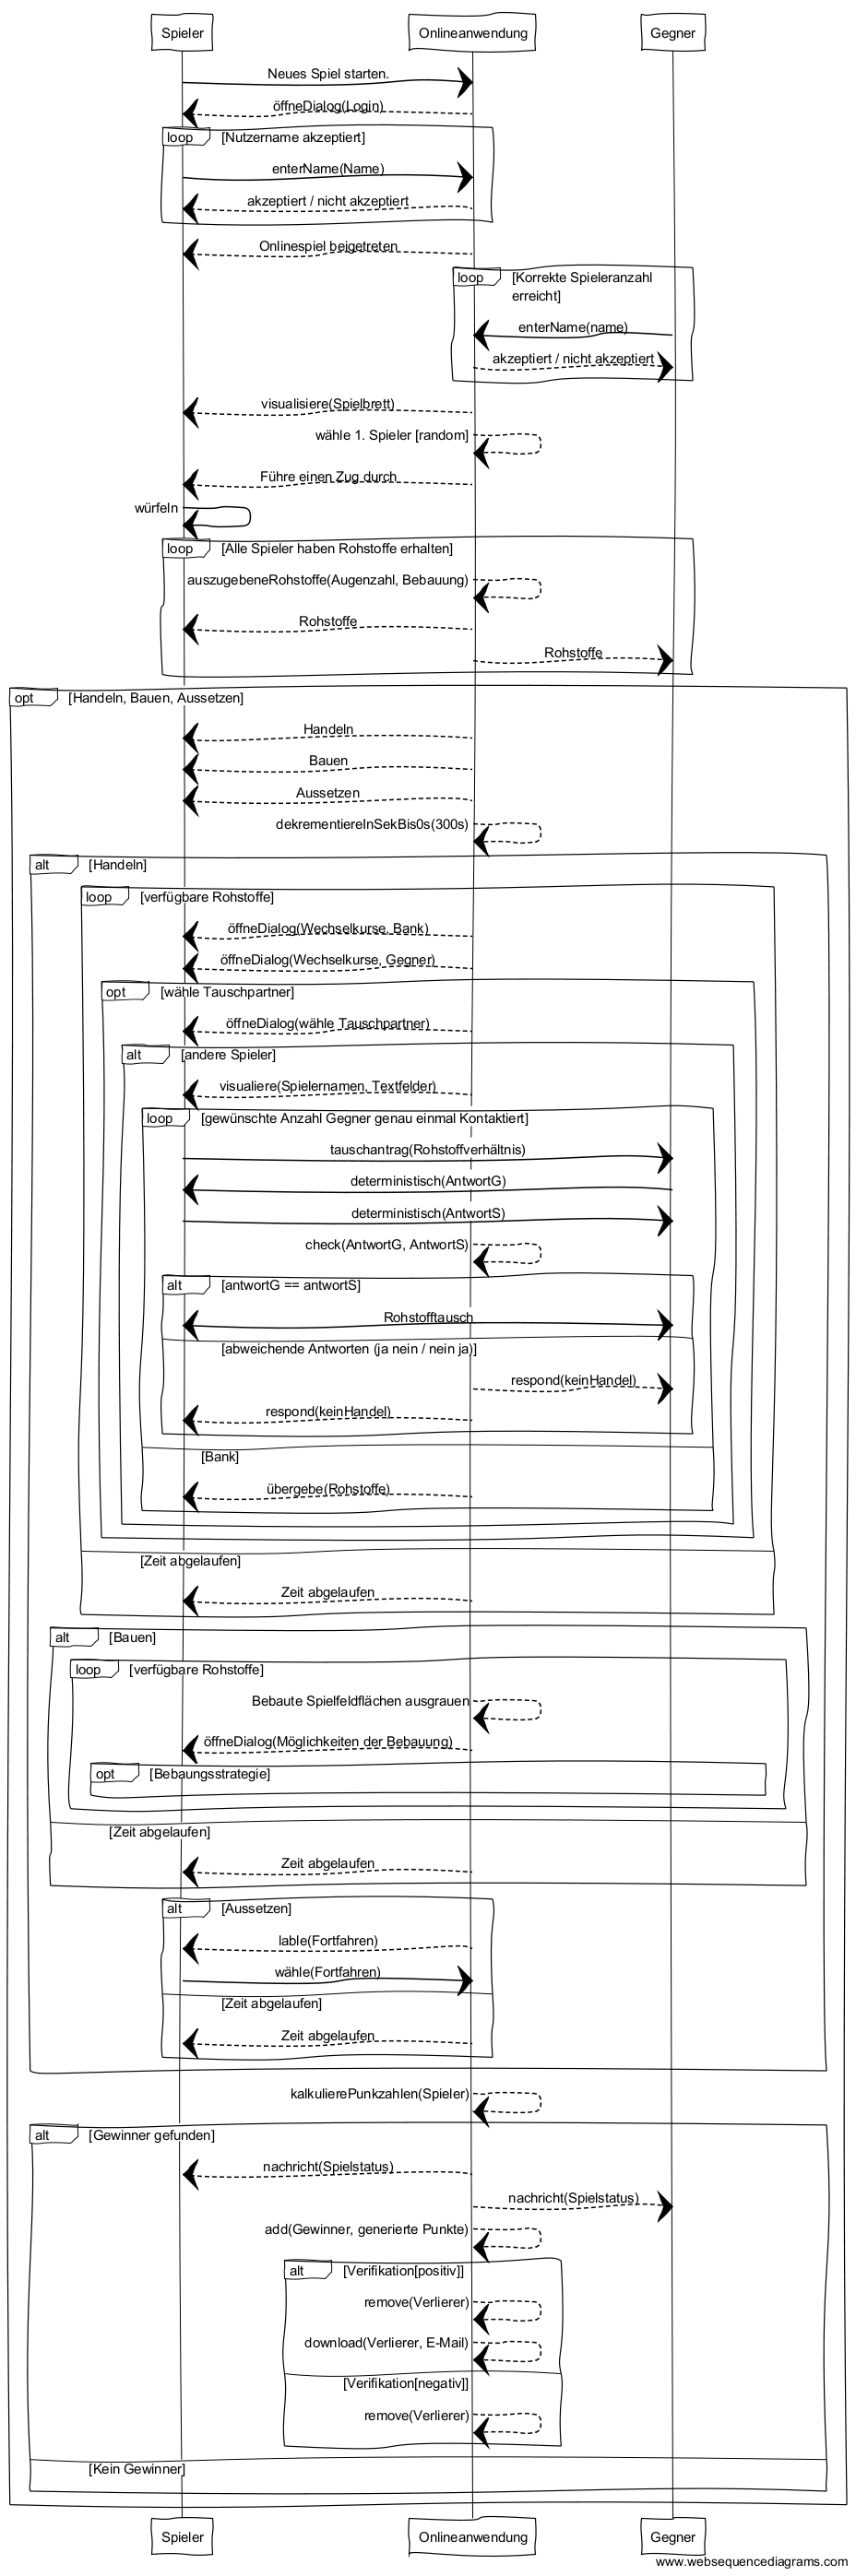 Spieler
Onlineanwendung
Gegner
Neues Spiel starten.
öffneDialog(Login)
loop
[Nutzername akzeptiert]
enterName(Name)
akzeptiert / nicht akzeptiert
Onlinespiel beigetreten
loop
[Korrekte Spieleranzahl
erreicht]
enterName(name)
akzeptiert / nicht akzeptiert
visualisiere(Spielbrett)
wähle 1. Spieler [random]
Führe einen Zug durch
würfeln
loop
[Alle Spieler haben Rohstoffe erhalten]
auszugebeneRohstoffe(Augenzahl, Bebauung)
Rohstoffe
Rohstoffe
opt
[Handeln, Bauen, Aussetzen]
Handeln
Bauen
Aussetzen
dekrementiereInSekBis0s(300s)
alt
[Handeln]
loop
[verfügbare Rohstoffe]
öffneDialog(Wechselkurse, Bank)
öffneDialog(Wechselkurse, Gegner)
opt
[wähle Tauschpartner]
öffneDialog(wähle Tauschpartner)
alt
[andere Spieler]
visualiere(Spielernamen, Textfelder)
loop
[gewünschte Anzahl Gegner genau einmal Kontaktiert]
tauschantrag(Rohstoffverhältnis)
deterministisch(AntwortG)
deterministisch(AntwortS)
check(AntwortG, AntwortS)
alt
[antwortG == antwortS]
Rohstofftausch
[abweichende Antworten (ja nein / nein ja)]
respond(keinHandel)
respond(keinHandel)
[Bank]
übergebe(Rohstoffe)
[Zeit abgelaufen]
Zeit abgelaufen
alt
[Bauen]
loop
[verfügbare Rohstoffe]
Bebaute Spielfeldflächen ausgrauen
öffneDialog(Möglichkeiten der Bebauung)
opt
[Bebaungsstrategie]
[Zeit abgelaufen]
Zeit abgelaufen
alt
[Aussetzen]
lable(Fortfahren)
wähle(Fortfahren)
[Zeit abgelaufen]
Zeit abgelaufen
kalkulierePunkzahlen(Spieler)
alt
[Gewinner gefunden]
nachricht(Spielstatus)
nachricht(Spielstatus)
add(Gewinner, generierte Punkte)
alt
[Verifikation[positiv]]
remove(Verlierer)
download(Verlierer, E-Mail)
[Verifikation[negativ]]
remove(Verlierer)
[Kein Gewinner]
Spieler
Onlineanwendung
Gegner
www.websequencediagrams.com